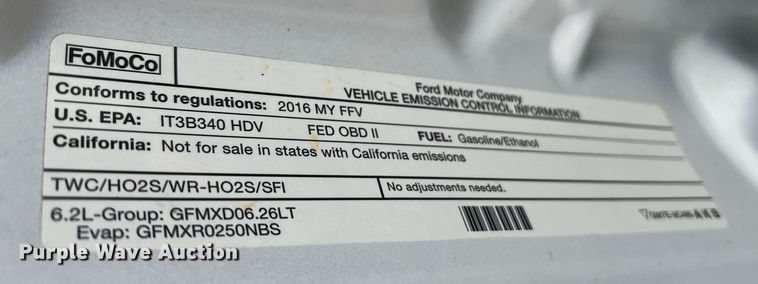 FoMoCo
Ford Motor Company
VEHICLE EMISSION CONTROL INFORMATION
Conforms to regulations: 2016 MY FFV
U.S. EPA: IT3B340 HDV FED OBD II FUEL: Gasoline/Ethanol
California: Not for sale in states with California emissions
TWC/HO2S/WR-HO2S/SFI No adjustments needed.
6.2L-Group: GFMXD06.26LT
Evap: GFMXR0250NBS
Purple Wave Auction